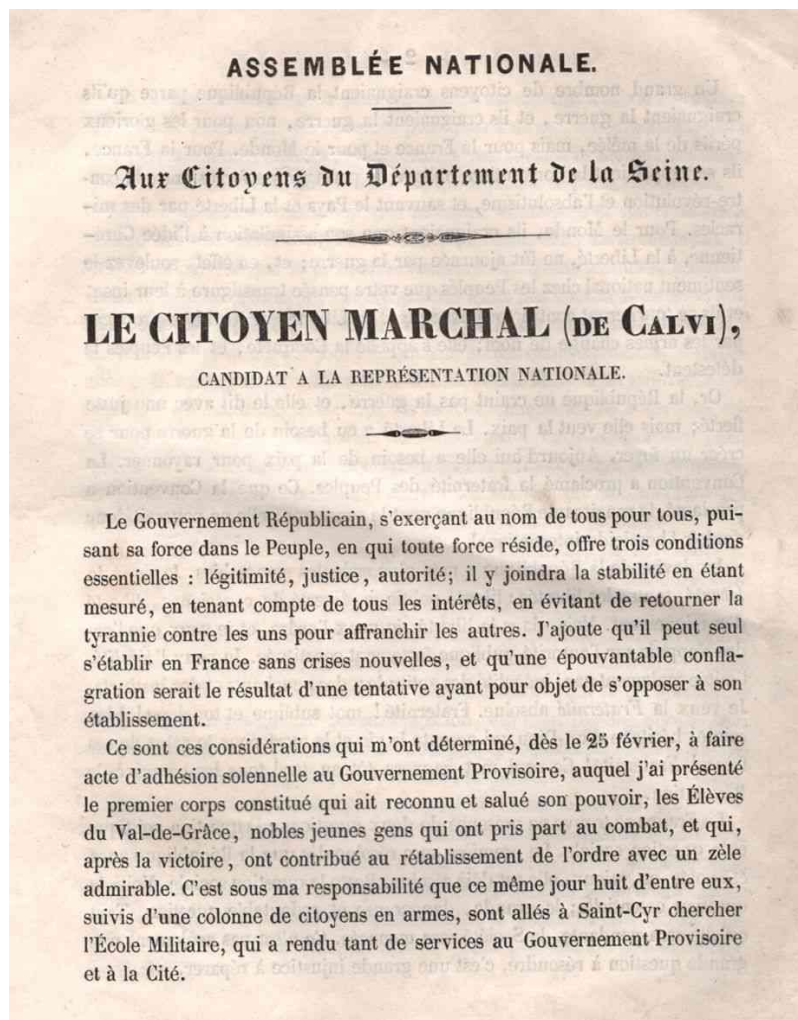 ASSEMBLÉE NATIONALE.
Aux Citoyens du Département de la Seine.
LE CITOYEN MARCHAL (DE CALVI),
CANDIDAT A LA REPRÉSENTATION NATIONALE.
Le Gouvernement Républicain, s'exerçant au nom de tous pour tous, pui-
sant sa force dans le Peuple, en qui toute force réside, offre trois conditions
essentielles : légitimité, justice, autorité; il y joindra la stabilité en étant
mesuré, en tenant compte de tous les intérêts, en évitant de retourner la
tyrannie contre les uns pour affranchir les autres. J'ajoute qu'il peut seul
s'établir en France sans crises nouvelles, et qu'une épouvantable confla-
gration serait le résultat d'une tentative ayant pour objet de s'opposer à son
établissement.
Ce sont ces considérations qui m'ont déterminé, dès le 25 février, à faire
acte d'adhésion solennelle au Gouvernement Provisoire, auquel j'ai présenté
le premier corps constitué qui ait reconnu et salué son pouvoir, les Élèves
du Val-de-Grâce, nobles jeunes gens qui ont pris part au combat, et qui,
après la victoire, ont contribué au rétablissement de l'ordre avec un zèle
admirable. C'est sous ma responsabilité que ce même jour huit d'entre eux,
suivis d'une colonne de citoyens en armes, sont allés à Saint-Cyr chercher
l'École Militaire, qui a rendu tant de services au Gouvernement Provisoire
et à la Cité.